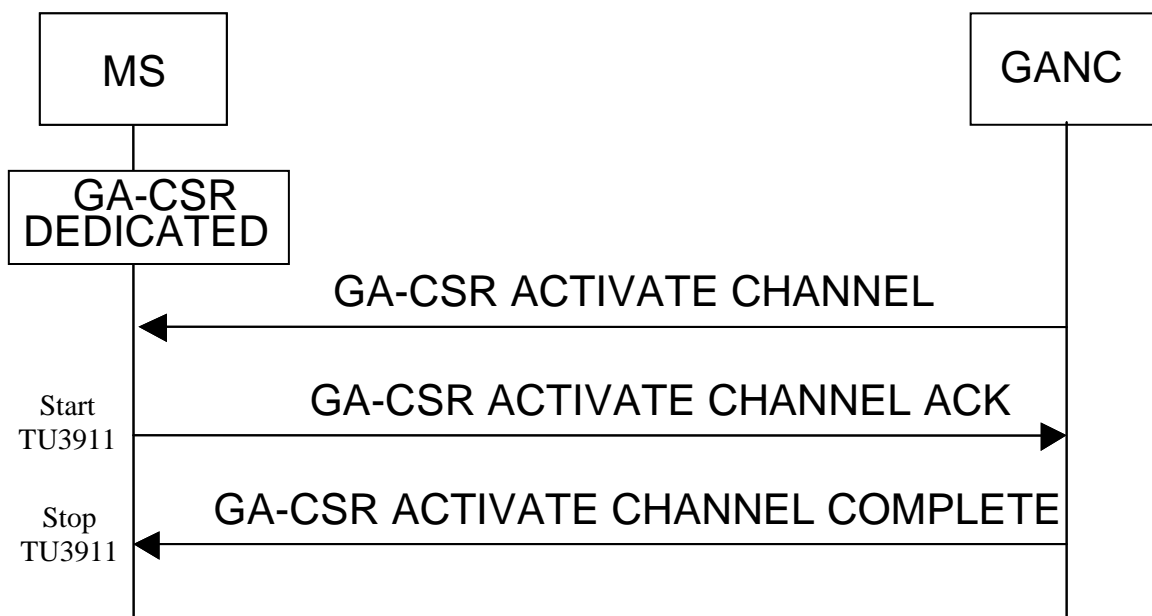 MS
GANC
GA-CSR
DEDICATED
GA-CSR ACTIVATE CHANNEL
GA-CSR ACTIVATE CHANNEL ACK
Start
TU3911
GA-CSR ACTIVATE CHANNEL COMPLETE
Stop
TU3911